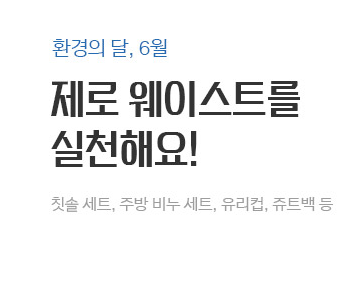 환경의 달, 6월
제로 웨이스트를
실천해요!
칫솔 세트, 주방 비누 세트, 유리컵, 쥬트백 등